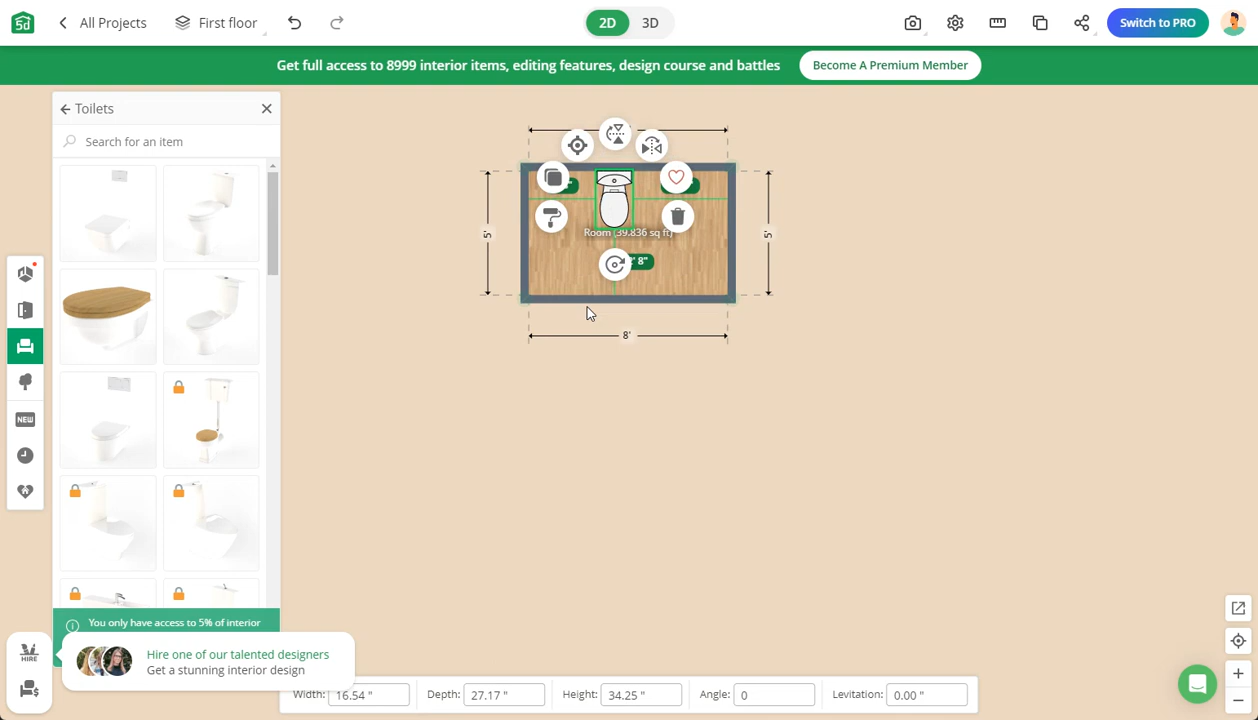 5d
All Projects
First floor
2D
3D
Switch to PRO
Get full access to 8999 interior items, editing features, design course and battles
Become A Premium Member
Toilets
Search for an item
5'
Room (39.836 sq ft)
8"
5'
8'
NEW
You only have access to 5% of interior
HIRE
Hire one of our talented designers
Get a stunning interior design
Width: 16.54 "
Depth: 27.17 "
Height: 34.25 "
Angle: 0
Levitation: 0.00 "